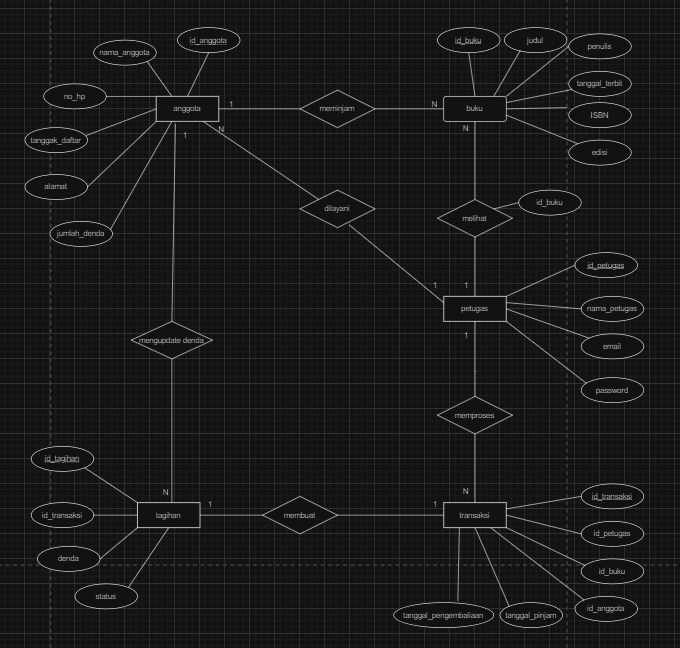 id_anggota
nama_anggota
no_hp
anggota
tanggak_daftar
alamat
jumlah_denda
1
N
1
meminjam
N
id_buku
judul
penulis
tanggal_terbit
ISBN
edisi
buku
N
dilayani
melihat
id_buku
1
1
petugas
id_petugas
nama_petugas
email
password
1
mengupdate denda
memproses
N
N
id_tagihan
id_transaksi
denda
status
tagihan
1
membuat
1
transaksi
id_transaksi
id_petugas
id_buku
id_anggota
tanggal_pengembaliaan
tanggal_pinjam